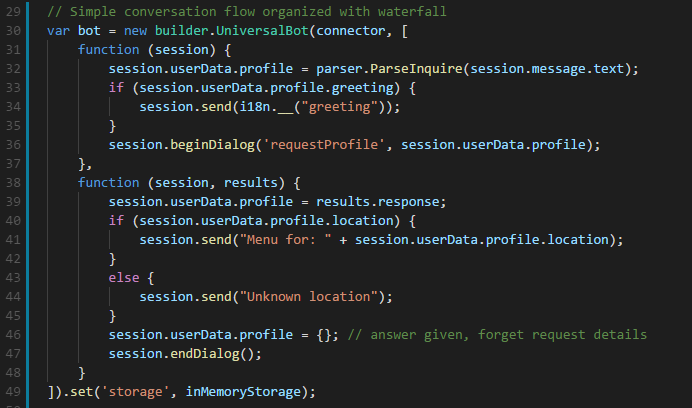 29 // Simple conversation flow organized with waterfall
30 var bot = new builder.UniversalBot(connector, [
31     function (session) {
32         session.userData.profile = parser.ParseInquire(session.message.text);
33         if (session.userData.profile.greeting) {
34             session.send(i18n.__("greeting"));
35         }
36         session.beginDialog('requestProfile', session.userData.profile);
37     },
38     function (session, results) {
39         session.userData.profile = results.response;
40         if (session.userData.profile.location) {
41             session.send("Menu for: " + session.userData.profile.location);
42         }
43         else {
44             session.send("Unknown location");
45         }
46         session.userData.profile = {}; // answer given, forget request details
47         session.endDialog();
48     }
49 ]).set('storage', inMemoryStorage);